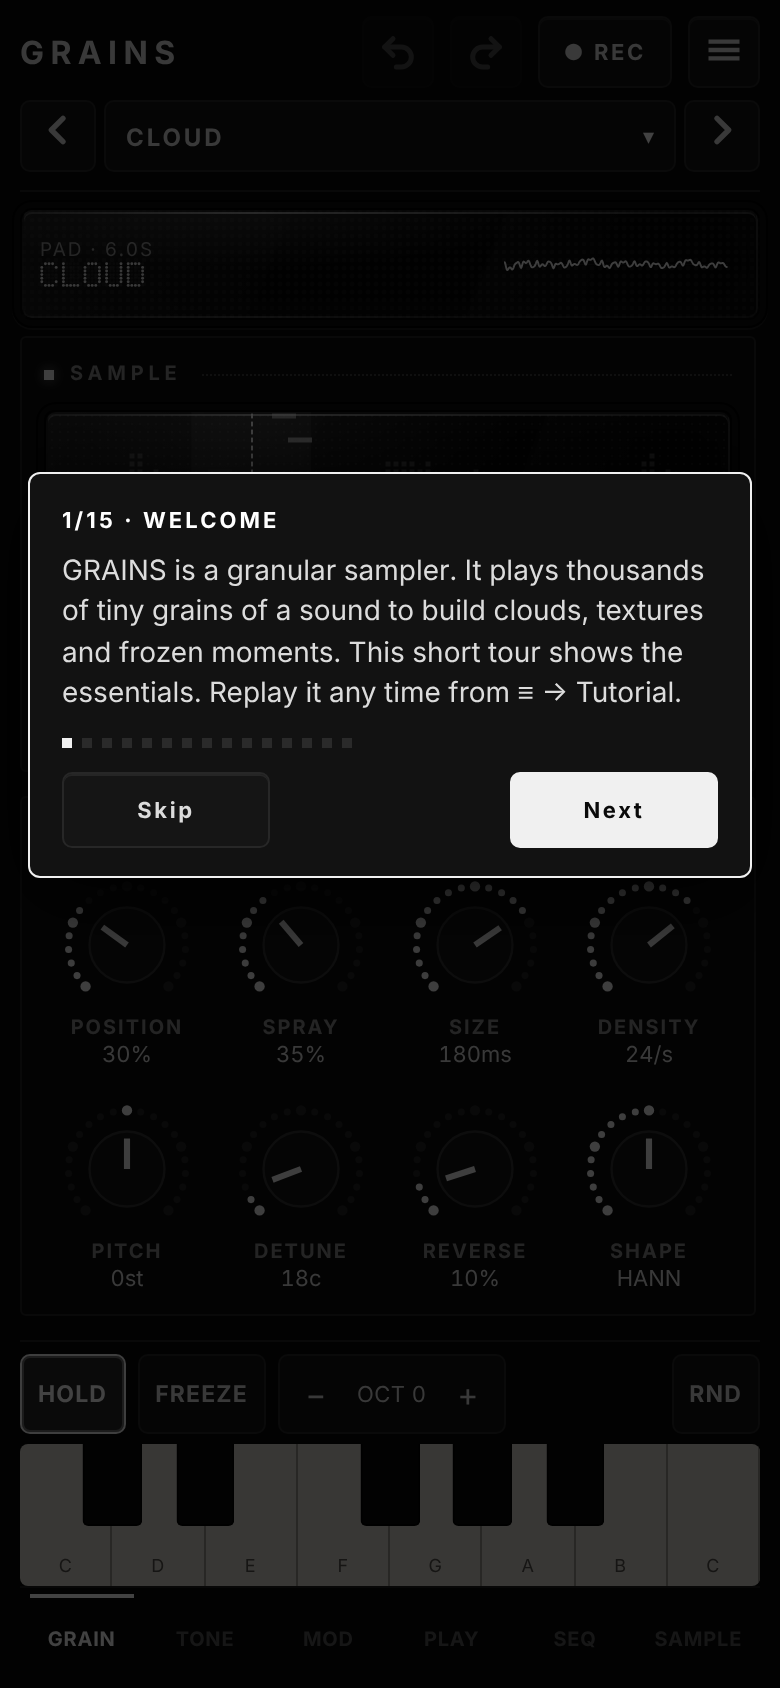 GRAINS
REC
CLOUD ▼
PAD · 6.0S
CLOUD
SAMPLE
1/15 · WELCOME
GRAINS is a granular sampler. It plays thousands
of tiny grains of a sound to build clouds, textures
and frozen moments. This short tour shows the
essentials. Replay it any time from ≡ → Tutorial.
Skip Next
POSITION SPRAY SIZE DENSITY
30% 35% 180ms 24/s
PITCH DETUNE REVERSE SHAPE
0st 18c 10% HANN
HOLD FREEZE − OCT 0 + RND
C D E F G A B C
GRAIN TONE MOD PLAY SEQ SAMPLE